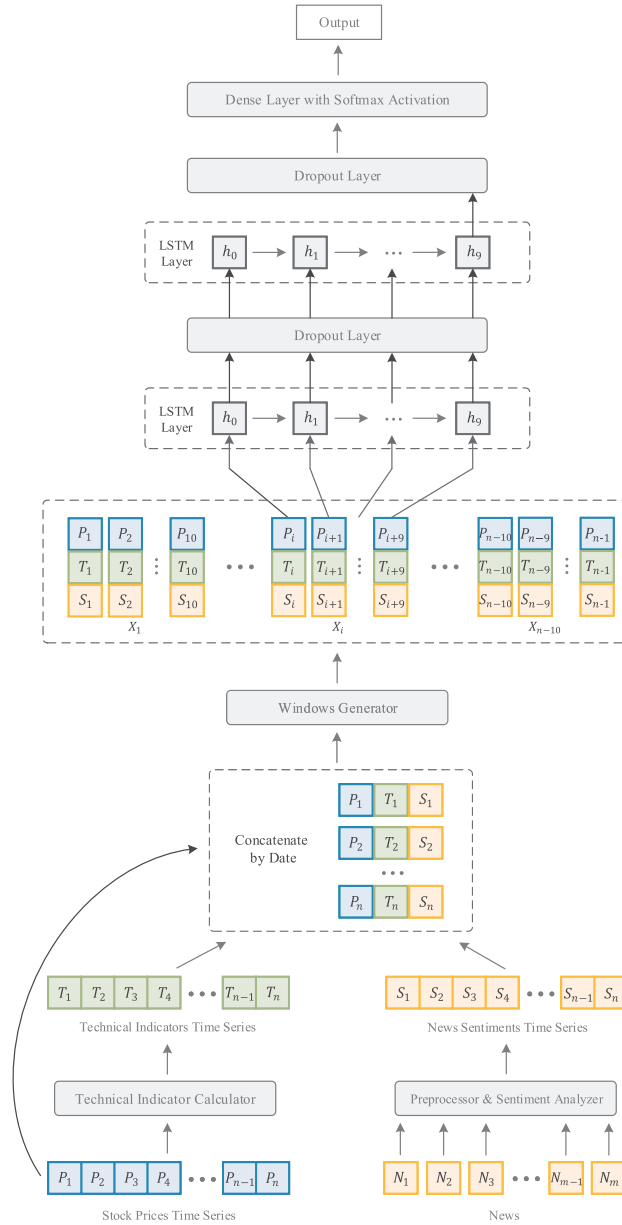 Output
Dense Layer with Softmax Activation
Dropout Layer
LSTM
Layer
h₀ h₁ ... h₉
Dropout Layer
LSTM
Layer
h₀ h₁ ... h₉
P₁ P₂ P₁₀ Pᵢ Pᵢ₊₁ Pᵢ₊₉ Pₙ₋₁₀ Pₙ₋₉ Pₙ₋₁
T₁ T₂ ⋮ T₁₀ ... Tᵢ Tᵢ₊₁ ⋮ Tᵢ₊₉ ... Tₙ₋₁₀ Tₙ₋₉ ⋮ Tₙ₋₁
S₁ S₂ S₁₀ Sᵢ Sᵢ₊₁ Sᵢ₊₉ Sₙ₋₁₀ Sₙ₋₉ Sₙ₋₁
X₁ Xᵢ Xₙ₋₁₀
Windows Generator
Concatenate
by Date
P₁ T₁ S₁
P₂ T₂ S₂
...
Pₙ Tₙ Sₙ
T₁ T₂ T₃ T₄ ... Tₙ₋₁ Tₙ
Technical Indicators Time Series
S₁ S₂ S₃ S₄ ... Sₙ₋₁ Sₙ
News Sentiments Time Series
Technical Indicator Calculator
Preprocessor & Sentiment Analyzer
P₁ P₂ P₃ P₄ ... Pₙ₋₁ Pₙ
Stock Prices Time Series
N₁ N₂ N₃ ... Nₘ₋₁ Nₘ
News